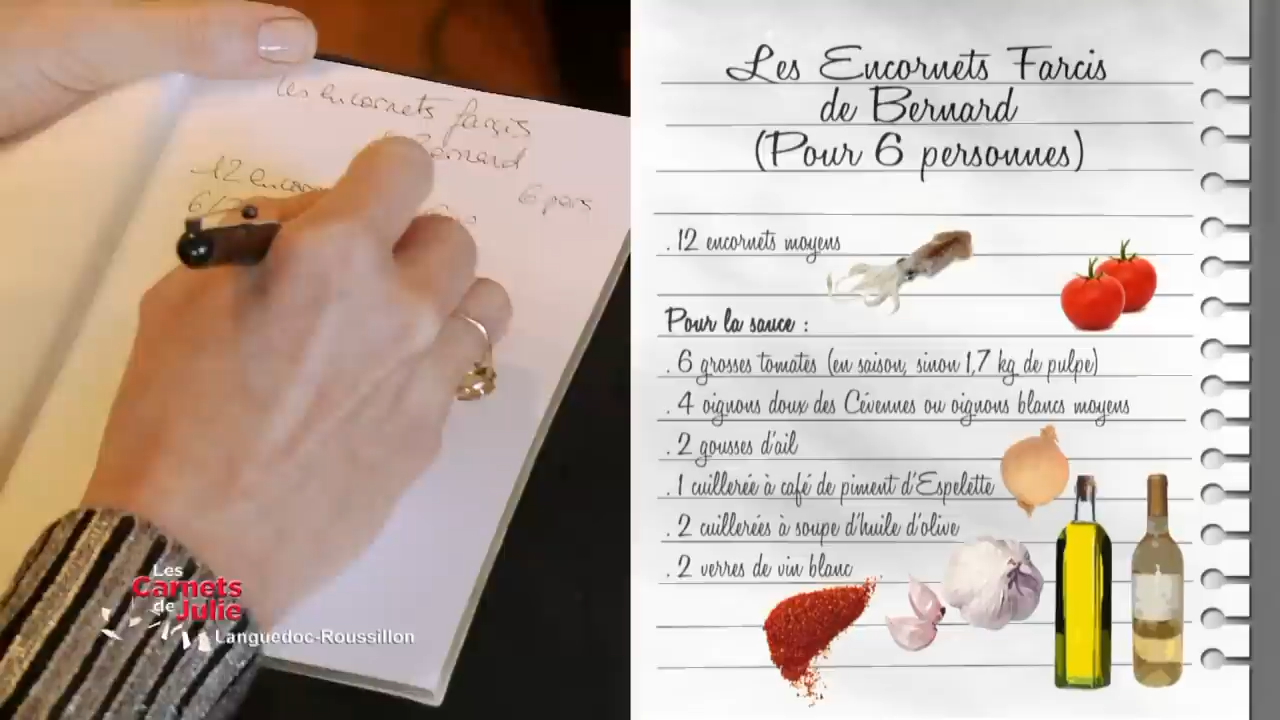 les encornets farcis
Bernard
12
6 pers
Les
Carnets
de
Julie
Languedoc-Roussillon
Les Encornets Farcis
de Bernard
(Pour 6 personnes)
. 12 encornets moyens
Pour la sauce :
. 6 grosses tomates (en saison, sinon 1,7 kg de pulpe)
. 4 oignons doux des Cévennes ou oignons blancs moyens
. 2 gousses d'ail
. 1 cuillerée à café de piment d'Espelette
. 2 cuillerées à soupe d'huile d'olive
. 2 verres de vin blanc